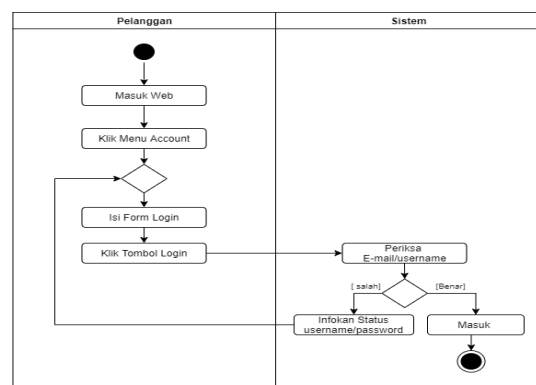 Pelanggan
Sistem
Masuk Web
Klik Menu Account
Isi Form Login
Klik Tombol Login
Periksa
E-mail/username
[ salah]
[Benar]
Infokan Status
username/password
Masuk